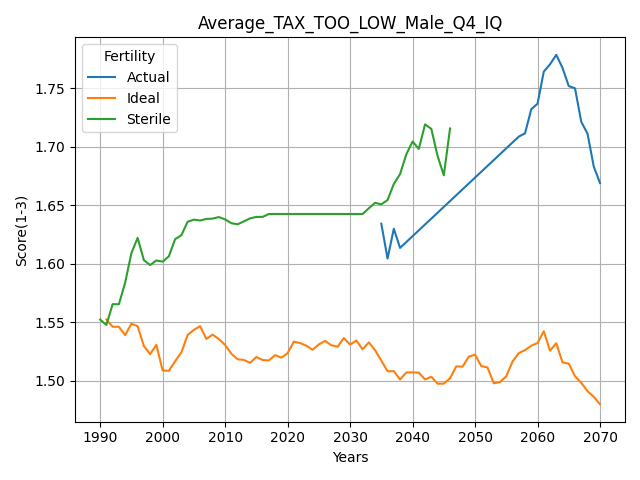 Average_TAX_TOO_LOW_Male_Q4_IQ
Fertility
Actual
Ideal
Sterile
Score(1-3)
1.75
1.70
1.65
1.60
1.55
1.50
1990 2000 2010 2020 2030 2040 2050 2060 2070
Years